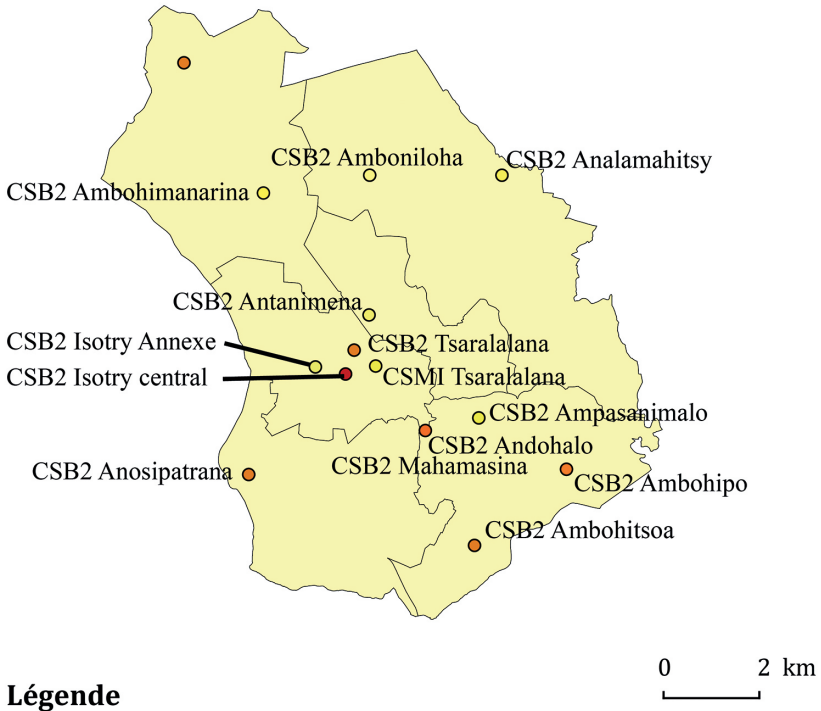 CSB2 Amboniloha
CSB2 Analamahitsy
CSB2 Ambohimanarina
CSB2 Antanimena
CSB2 Isotry Annexe
CSB2 Tsaralalana
CSB2 Isotry central
CSMI Tsaralalana
CSB2 Ampasanimalo
CSB2 Andohalo
CSB2 Mahamasina
CSB2 Anosipatrana
CSB2 Ambohipo
CSB2 Ambohitsoa
0 2 km
Légende